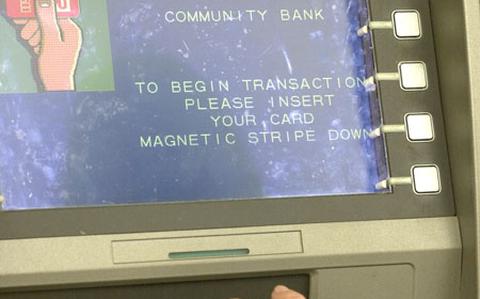 COMMUNITY BANK
TO BEGIN TRANSACTION
PLEASE INSERT
YOUR CARD
MAGNETIC STRIPE DOWN